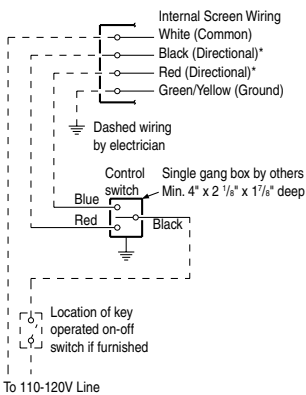 Internal Screen Wiring
White (Common)
Black (Directional)*
Red (Directional)*
Green/Yellow (Ground)
Dashed wiring
by electrician
Control
switch
Single gang box by others
Min. 4" x 2 1/8" x 17/8" deep
Blue
Red
Black
Location of key
operated on-off
switch if furnished
To 110-120V Line